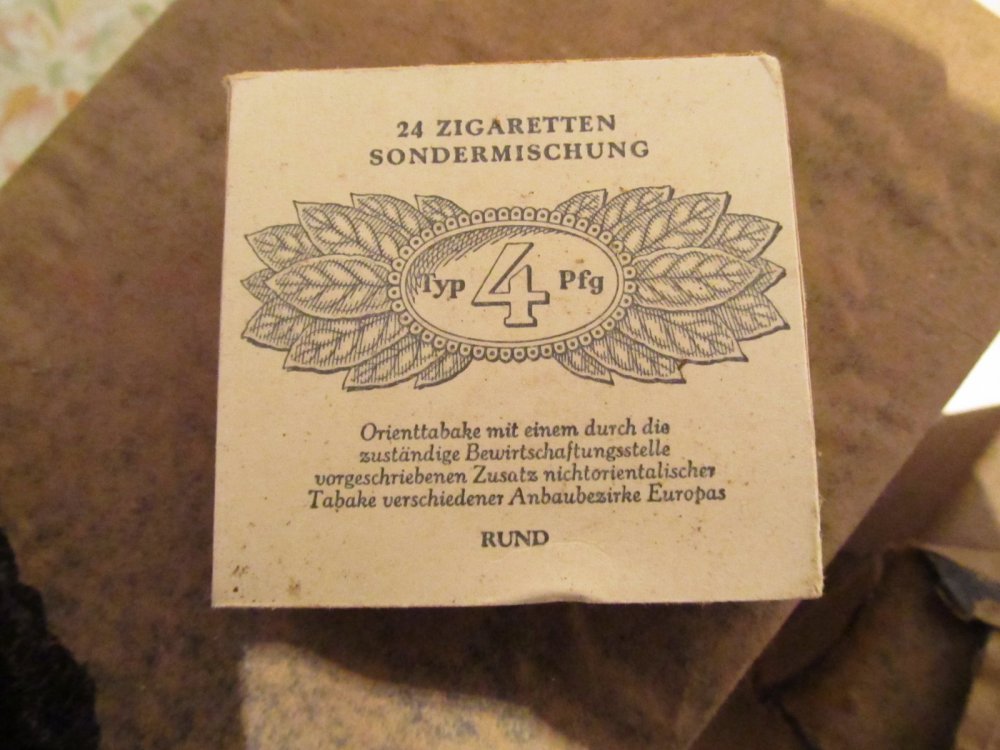 24 ZIGARETTEN
SONDERMISCHUNG
Typ 4 Pfg
Orienttabake mit einem durch die
zuständige Bewirtschaftungsstelle
vorgeschriebenen Zusatz nichtorientalischer
Tabake verschiedener Anbaubezirke Europas
RUND